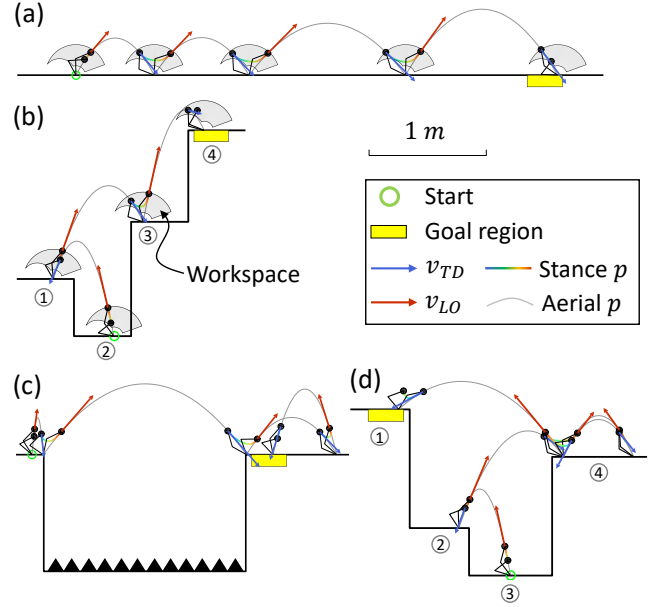 (a)
(b)
④
1 m
Start
Goal region
v_TD
Stance p
v_LO
Aerial p
③
Workspace
①
②
(c)
(d)
①
④
②
③